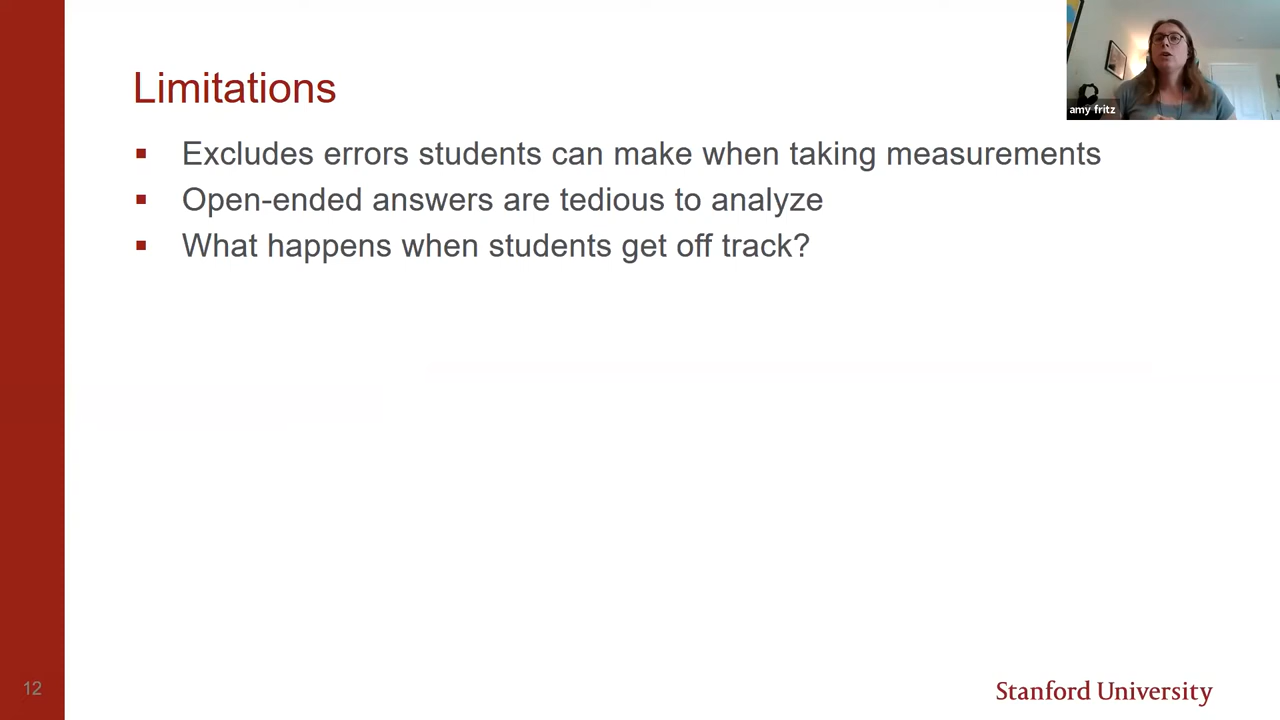 Limitations
Excludes errors students can make when taking measurements
Open-ended answers are tedious to analyze
What happens when students get off track?
amy fritz
12
Stanford University